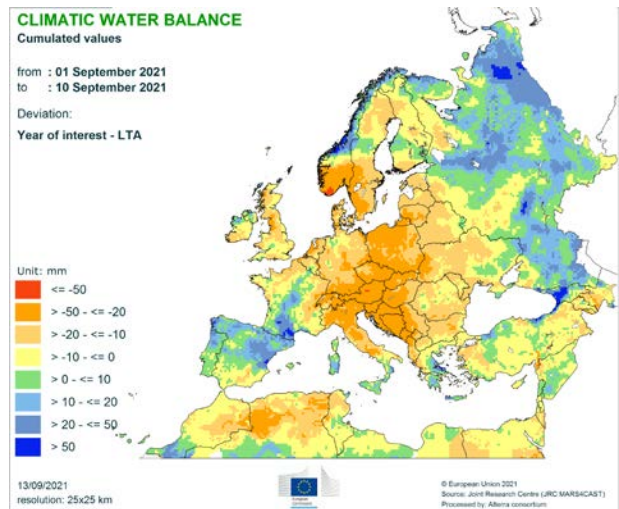 CLIMATIC WATER BALANCE
Cumulated values
from : 01 September 2021
to : 10 September 2021
Deviation:
Year of interest - LTA
Unit: mm
<= -50
> -50 - <= -20
> -20 - <= -10
> -10 - <= 0
> 0 - <= 10
> 10 - <= 20
> 20 - <= 50
> 50
13/09/2021
resolution: 25x25 km
European
Commission
© European Union 2021
Source: Joint Research Centre (JRC MARS4CAST)
Processed by: Alterra consortium